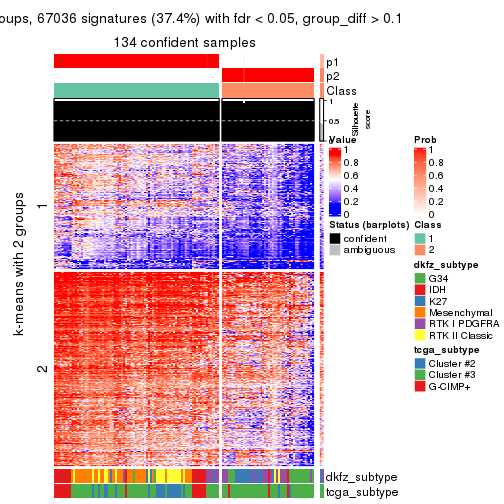 oups, 67036 signatures (37.4%) with fdr < 0.05, group_diff > 0.1
134 confident samples
p1
p2
Class
1
0.5
0
Silhouette
score
k-means with 2 groups
1
2
Value
1
0.8
0.6
0.4
0.2
0
Prob
1
0.8
0.6
0.4
0.2
0
Status (barplots)
confident
ambiguous
Class
1
2
dkfz_subtype
G34
IDH
K27
Mesenchymal
RTK I PDGFRA
RTK II Classic
tcga_subtype
Cluster #2
Cluster #3
G-CIMP+
dkfz_subtype
tcga_subtype